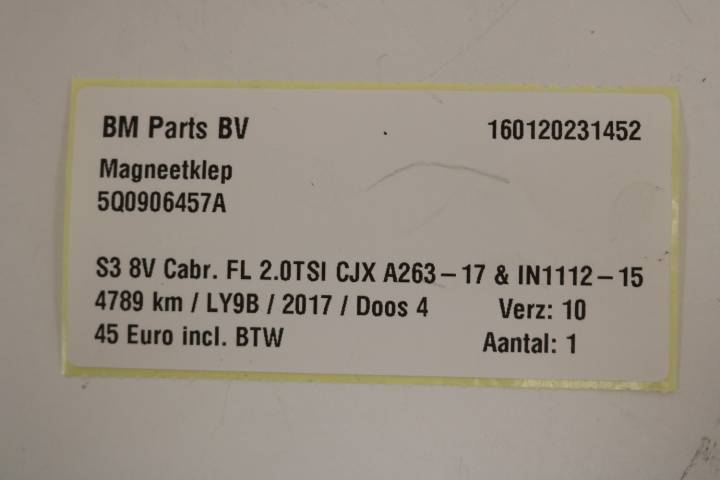 BM Parts BV 160120231452
Magneetklep
5Q0906457A
S3 8V Cabr. FL 2.0TSI CJX A263-17 & IN1112-15
4789 km / LY9B / 2017 / Doos 4 Verz: 10
45 Euro incl. BTW Aantal: 1